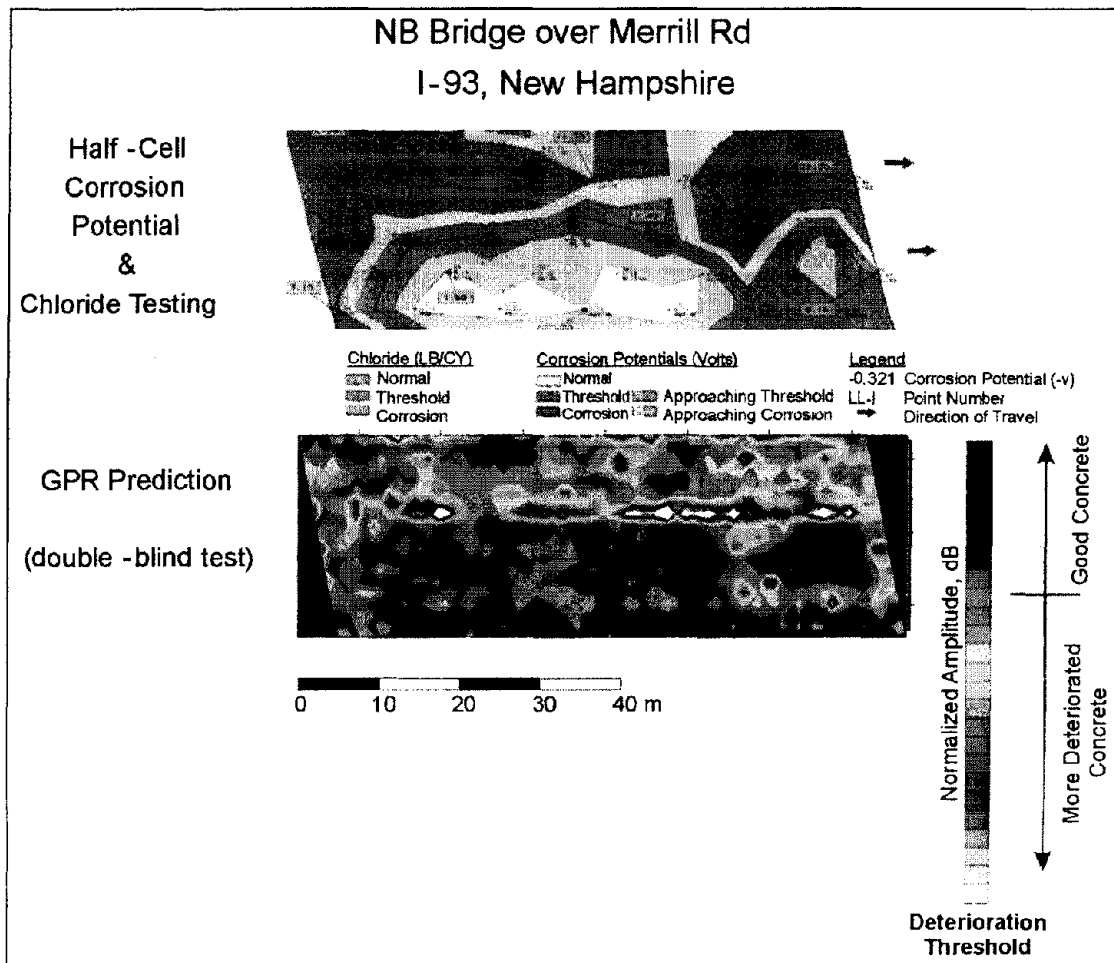 NB Bridge over Merrill Rd
I-93, New Hampshire
Half -Cell
Corrosion
Potential
&
Chloride Testing
Chloride (LB/CY)
Normal
Threshold
Corrosion
Corrosion Potentials (Volts)
Normal
Threshold
Approaching Threshold
Corrosion
Approaching Corrosion
Legend
-0.321 Corrosion Potential (-v)
LL-I Point Number
Direction of Travel
GPR Prediction
(double -blind test)
0 10 20 30 40 m
Normalized Amplitude, dB
Good Concrete
More Deteriorated
Concrete
Deterioration
Threshold